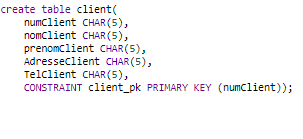 create table client(
numClient CHAR(5),
nomClient CHAR(5),
prenomClient CHAR(5),
AdresseClient CHAR(5),
TelClient CHAR(5),
CONSTRAINT client_pk PRIMARY KEY (numClient));